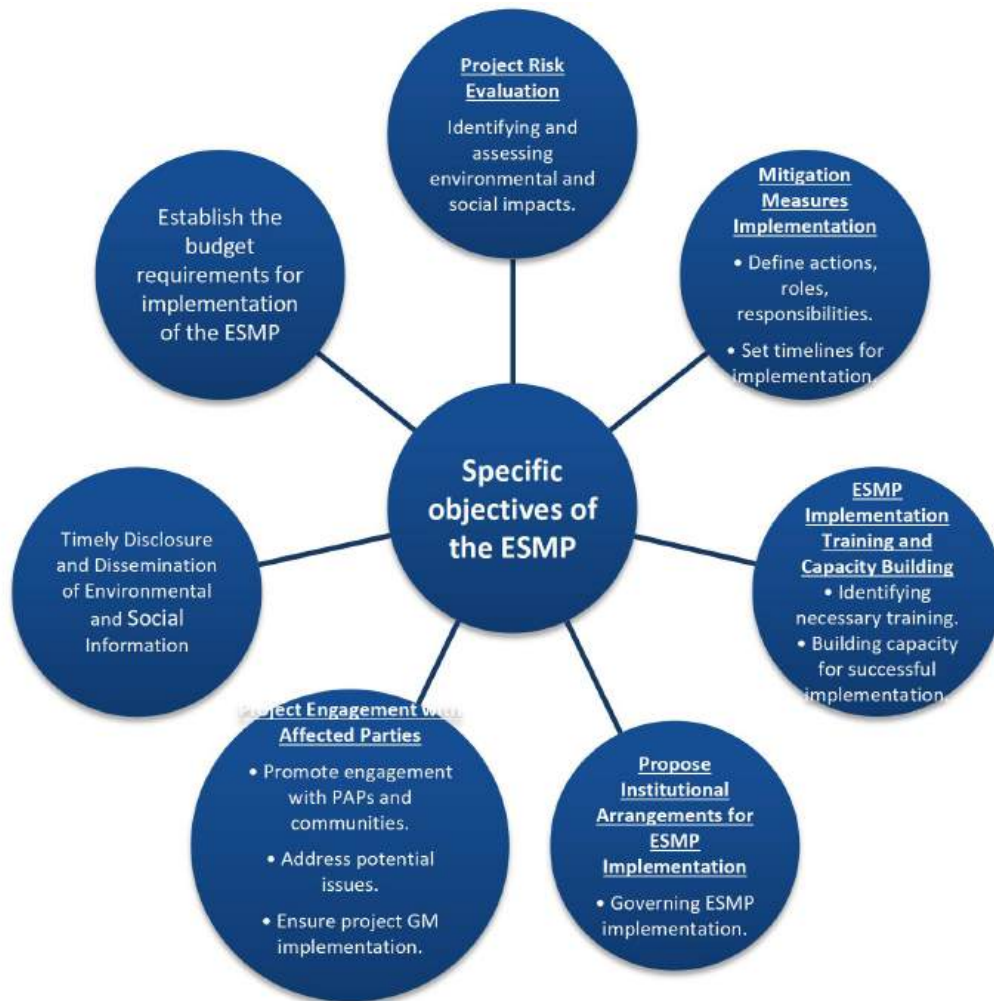 Project Risk
Evaluation
Identifying and
assessing
environmental and
social impacts.
Mitigation
Measures
Implementation
• Define actions,
roles,
responsibilities.
• Set timelines for
implementation.
ESMP
Implementation
Training and
Capacity Building
• Identifying
necessary training.
• Building capacity
for successful
implementation.
Propose
Institutional
Arrangements for
ESMP
Implementation
• Governing ESMP
implementation.
Project Engagement with
Affected Parties
• Promote engagement
with PAPs and
communities.
• Address potential
issues.
• Ensure project GM
implementation.
Timely Disclosure
and Dissemination
of Environmental
and Social
Information
Establish the
budget
requirements for
implementation
of the ESMP
Specific
objectives of
the ESMP